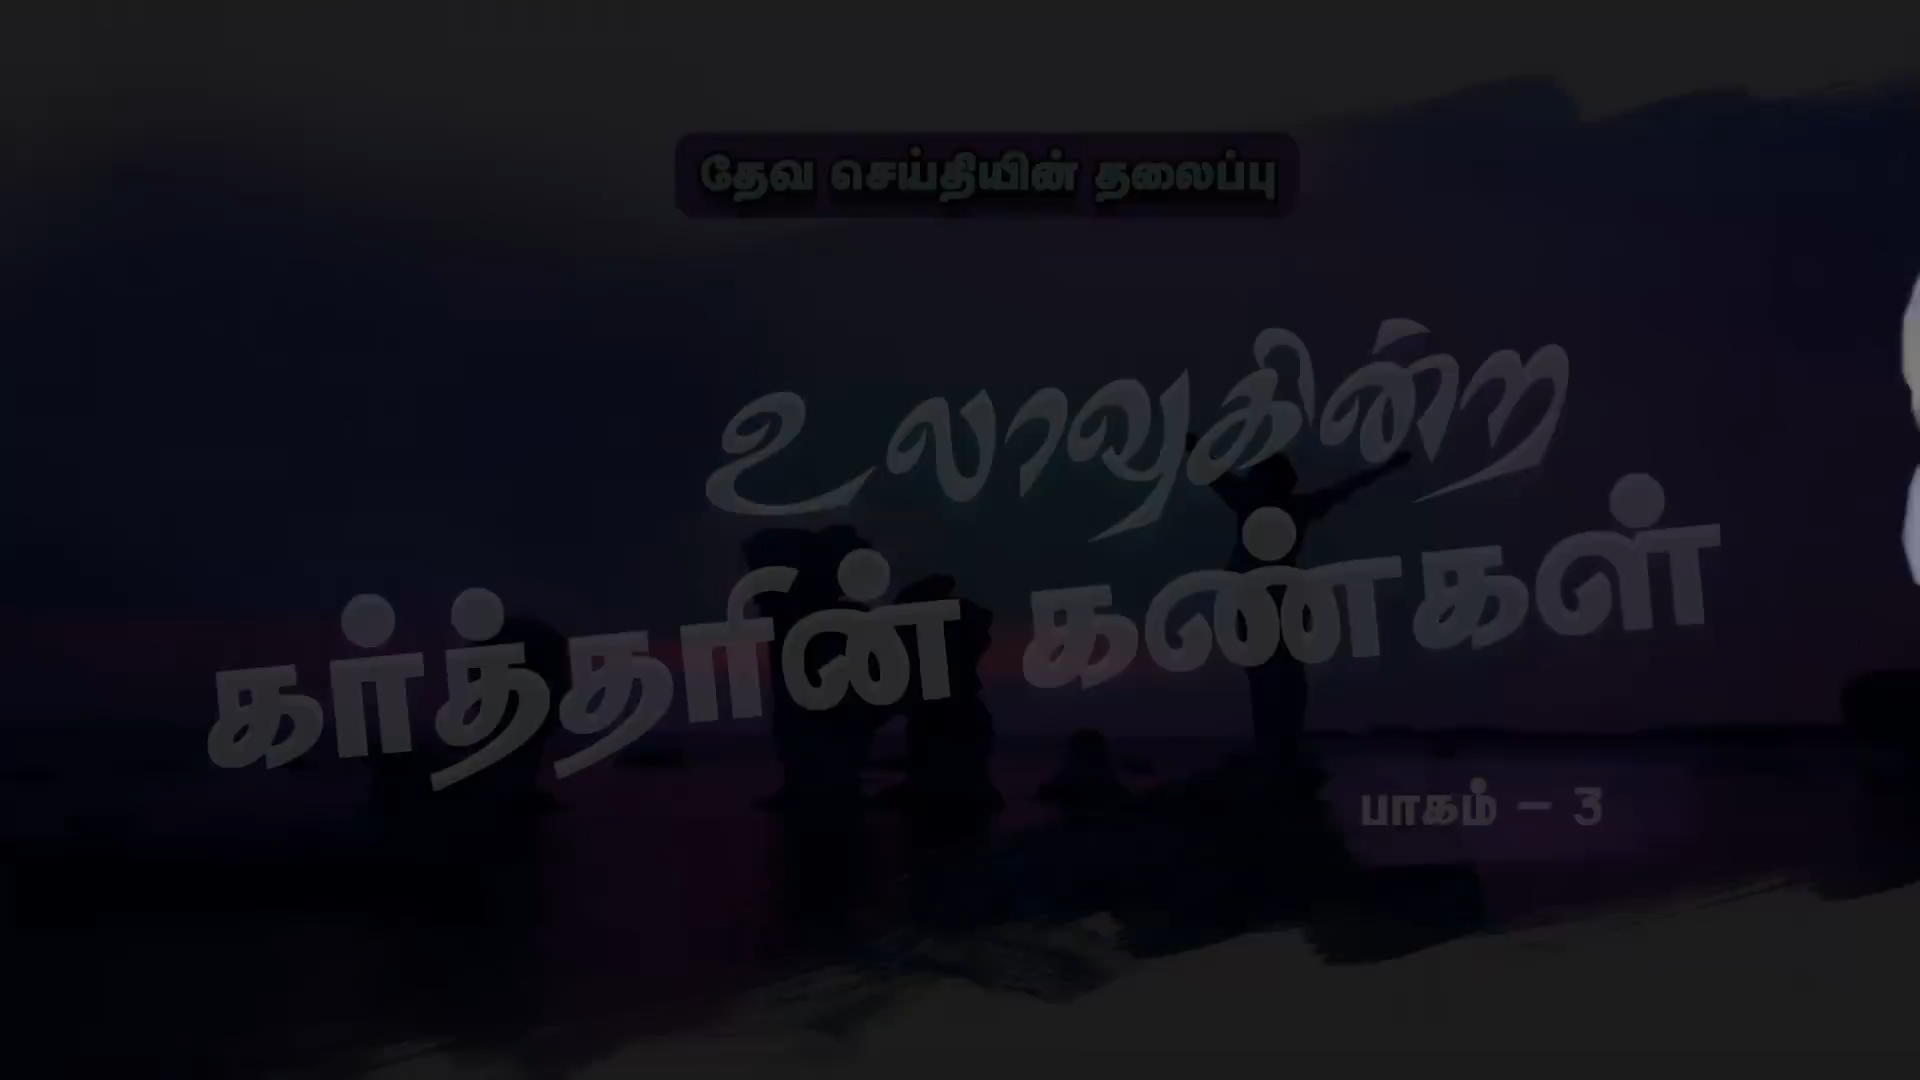 தேவ செய்தியின் தலைப்பு
உலாவுகின்ற
கர்த்தரின் கண்கள்
பாகம் – 3